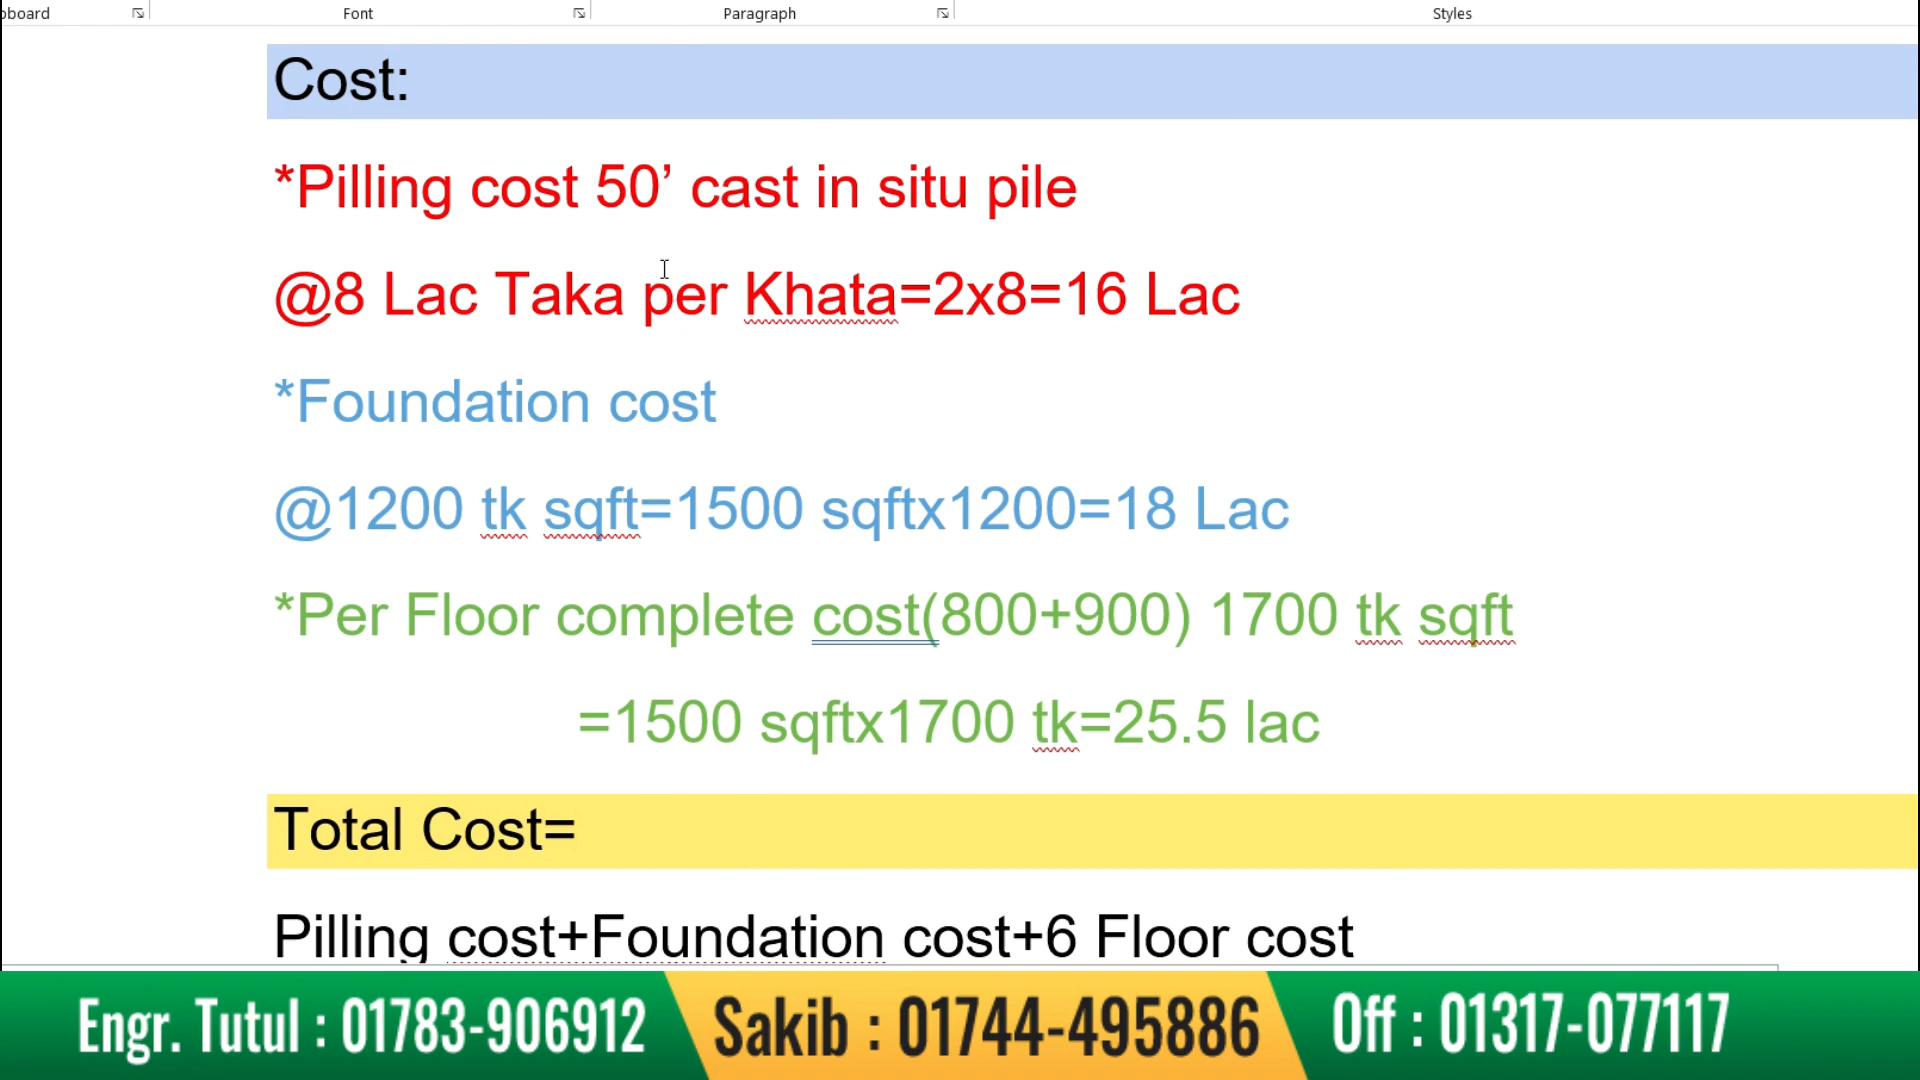 pboard Font Paragraph Styles
Cost:
*Pilling cost 50’ cast in situ pile
@8 Lac Taka per Khata=2x8=16 Lac
*Foundation cost
@1200 tk sqft=1500 sqftx1200=18 Lac
*Per Floor complete cost(800+900) 1700 tk sqft
=1500 sqftx1700 tk=25.5 lac
Total Cost=
Pilling cost+Foundation cost+6 Floor cost
Engr. Tutul : 01783-906912 Sakib : 01744-495886 Off : 01317-077117